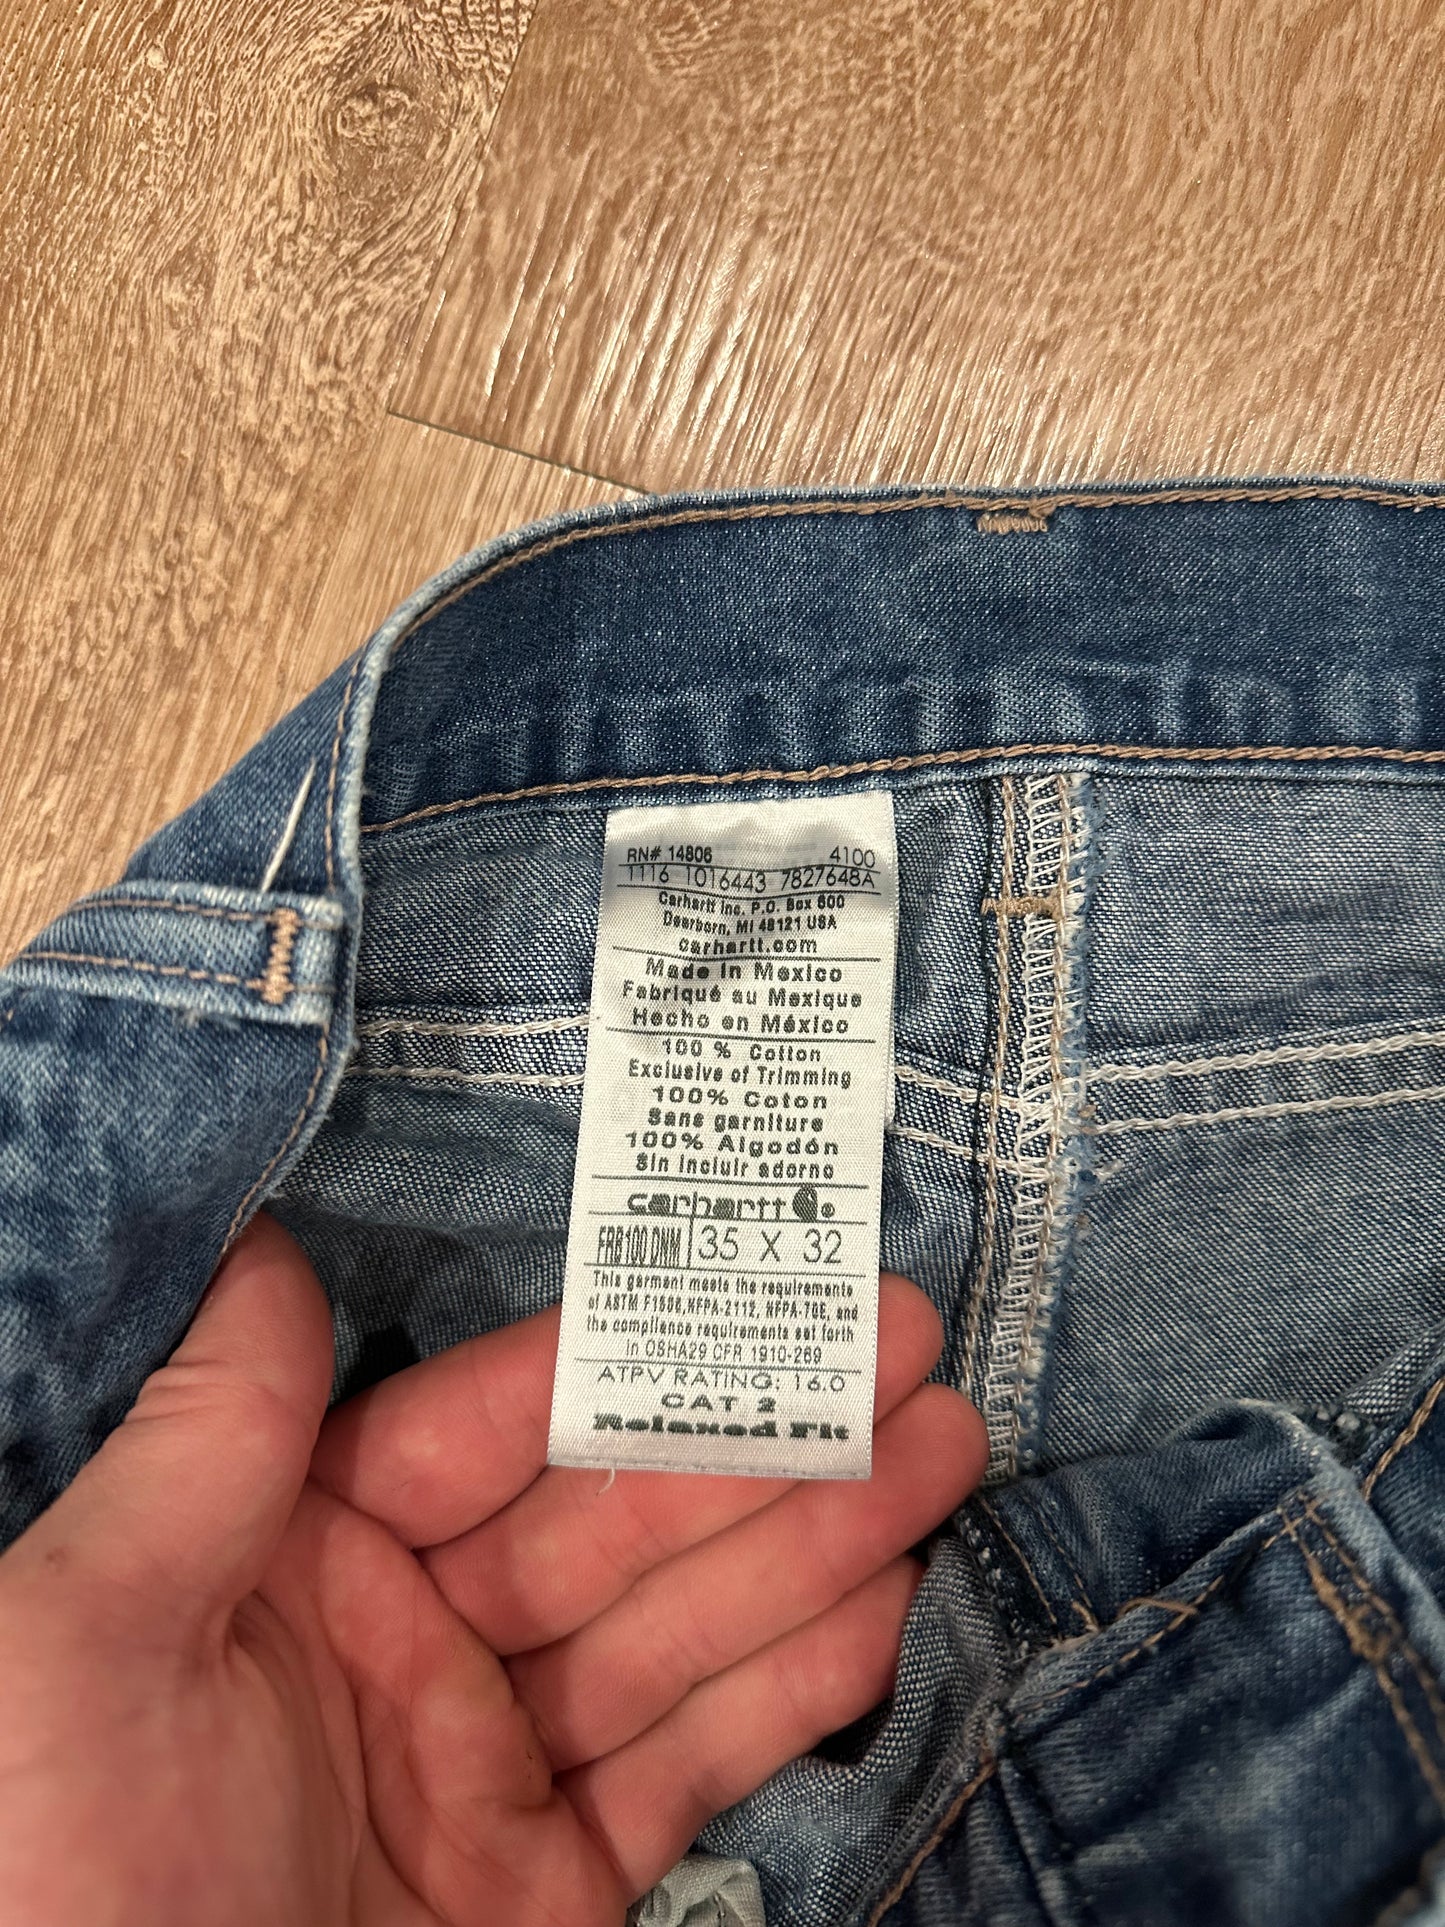 RN# 14806 4100
1116 1016443 7827648A
Carhartt Inc. P.O. Box 600
Dearborn, MI 48121 USA
carhartt.com
Made in Mexico
Fabriqué au Mexique
Hecho en México
100 % Cotton
Exclusive of Trimming
100% Coton
Sans garniture
100% Algodón
Sin incluir adorno
carhartt
FRB100 DNM 35 X 32
This garment meets the requirements
of ASTM F1506, NFPA-2112, NFPA-70E, and
the compliance requirements set forth
in OSHA29 CFR 1910-269
ATPV RATING: 16.0
CAT 2
Relaxed Fit